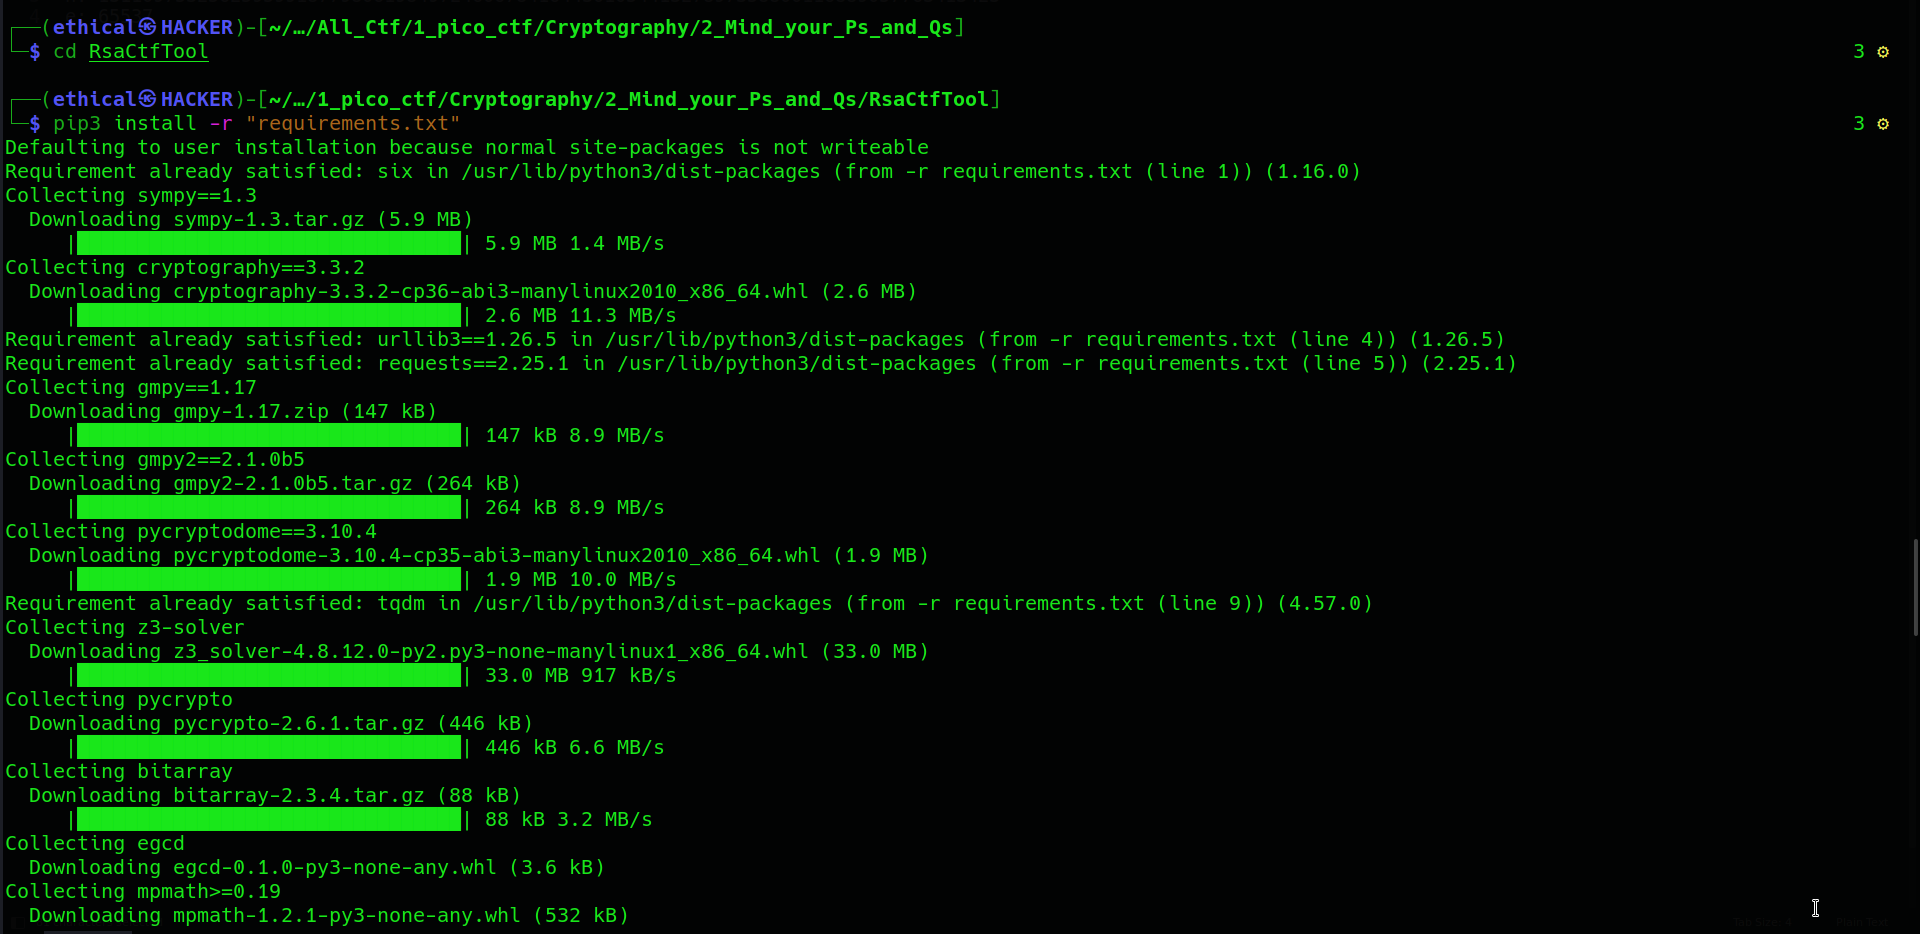 ┌──(ethical㉿HACKER)-[~/…/All_Ctf/1_pico_ctf/Cryptography/2_Mind_your_Ps_and_Qs]
└─$ cd RsaCtfTool 3 ⚙
┌──(ethical㉿HACKER)-[~/…/1_pico_ctf/Cryptography/2_Mind_your_Ps_and_Qs/RsaCtfTool]
└─$ pip3 install -r "requirements.txt" 3 ⚙
Defaulting to user installation because normal site-packages is not writeable
Requirement already satisfied: six in /usr/lib/python3/dist-packages (from -r requirements.txt (line 1)) (1.16.0)
Collecting sympy==1.3
Downloading sympy-1.3.tar.gz (5.9 MB)
|████████████████████████████████| 5.9 MB 1.4 MB/s
Collecting cryptography==3.3.2
Downloading cryptography-3.3.2-cp36-abi3-manylinux2010_x86_64.whl (2.6 MB)
|████████████████████████████████| 2.6 MB 11.3 MB/s
Requirement already satisfied: urllib3==1.26.5 in /usr/lib/python3/dist-packages (from -r requirements.txt (line 4)) (1.26.5)
Requirement already satisfied: requests==2.25.1 in /usr/lib/python3/dist-packages (from -r requirements.txt (line 5)) (2.25.1)
Collecting gmpy==1.17
Downloading gmpy-1.17.zip (147 kB)
|████████████████████████████████| 147 kB 8.9 MB/s
Collecting gmpy2==2.1.0b5
Downloading gmpy2-2.1.0b5.tar.gz (264 kB)
|████████████████████████████████| 264 kB 8.9 MB/s
Collecting pycryptodome==3.10.4
Downloading pycryptodome-3.10.4-cp35-abi3-manylinux2010_x86_64.whl (1.9 MB)
|████████████████████████████████| 1.9 MB 10.0 MB/s
Requirement already satisfied: tqdm in /usr/lib/python3/dist-packages (from -r requirements.txt (line 9)) (4.57.0)
Collecting z3-solver
Downloading z3_solver-4.8.12.0-py2.py3-none-manylinux1_x86_64.whl (33.0 MB)
|████████████████████████████████| 33.0 MB 917 kB/s
Collecting pycrypto
Downloading pycrypto-2.6.1.tar.gz (446 kB)
|████████████████████████████████| 446 kB 6.6 MB/s
Collecting bitarray
Downloading bitarray-2.3.4.tar.gz (88 kB)
|████████████████████████████████| 88 kB 3.2 MB/s
Collecting egcd
Downloading egcd-0.1.0-py3-none-any.whl (3.6 kB)
Collecting mpmath>=0.19
Downloading mpmath-1.2.1-py3-none-any.whl (532 kB)